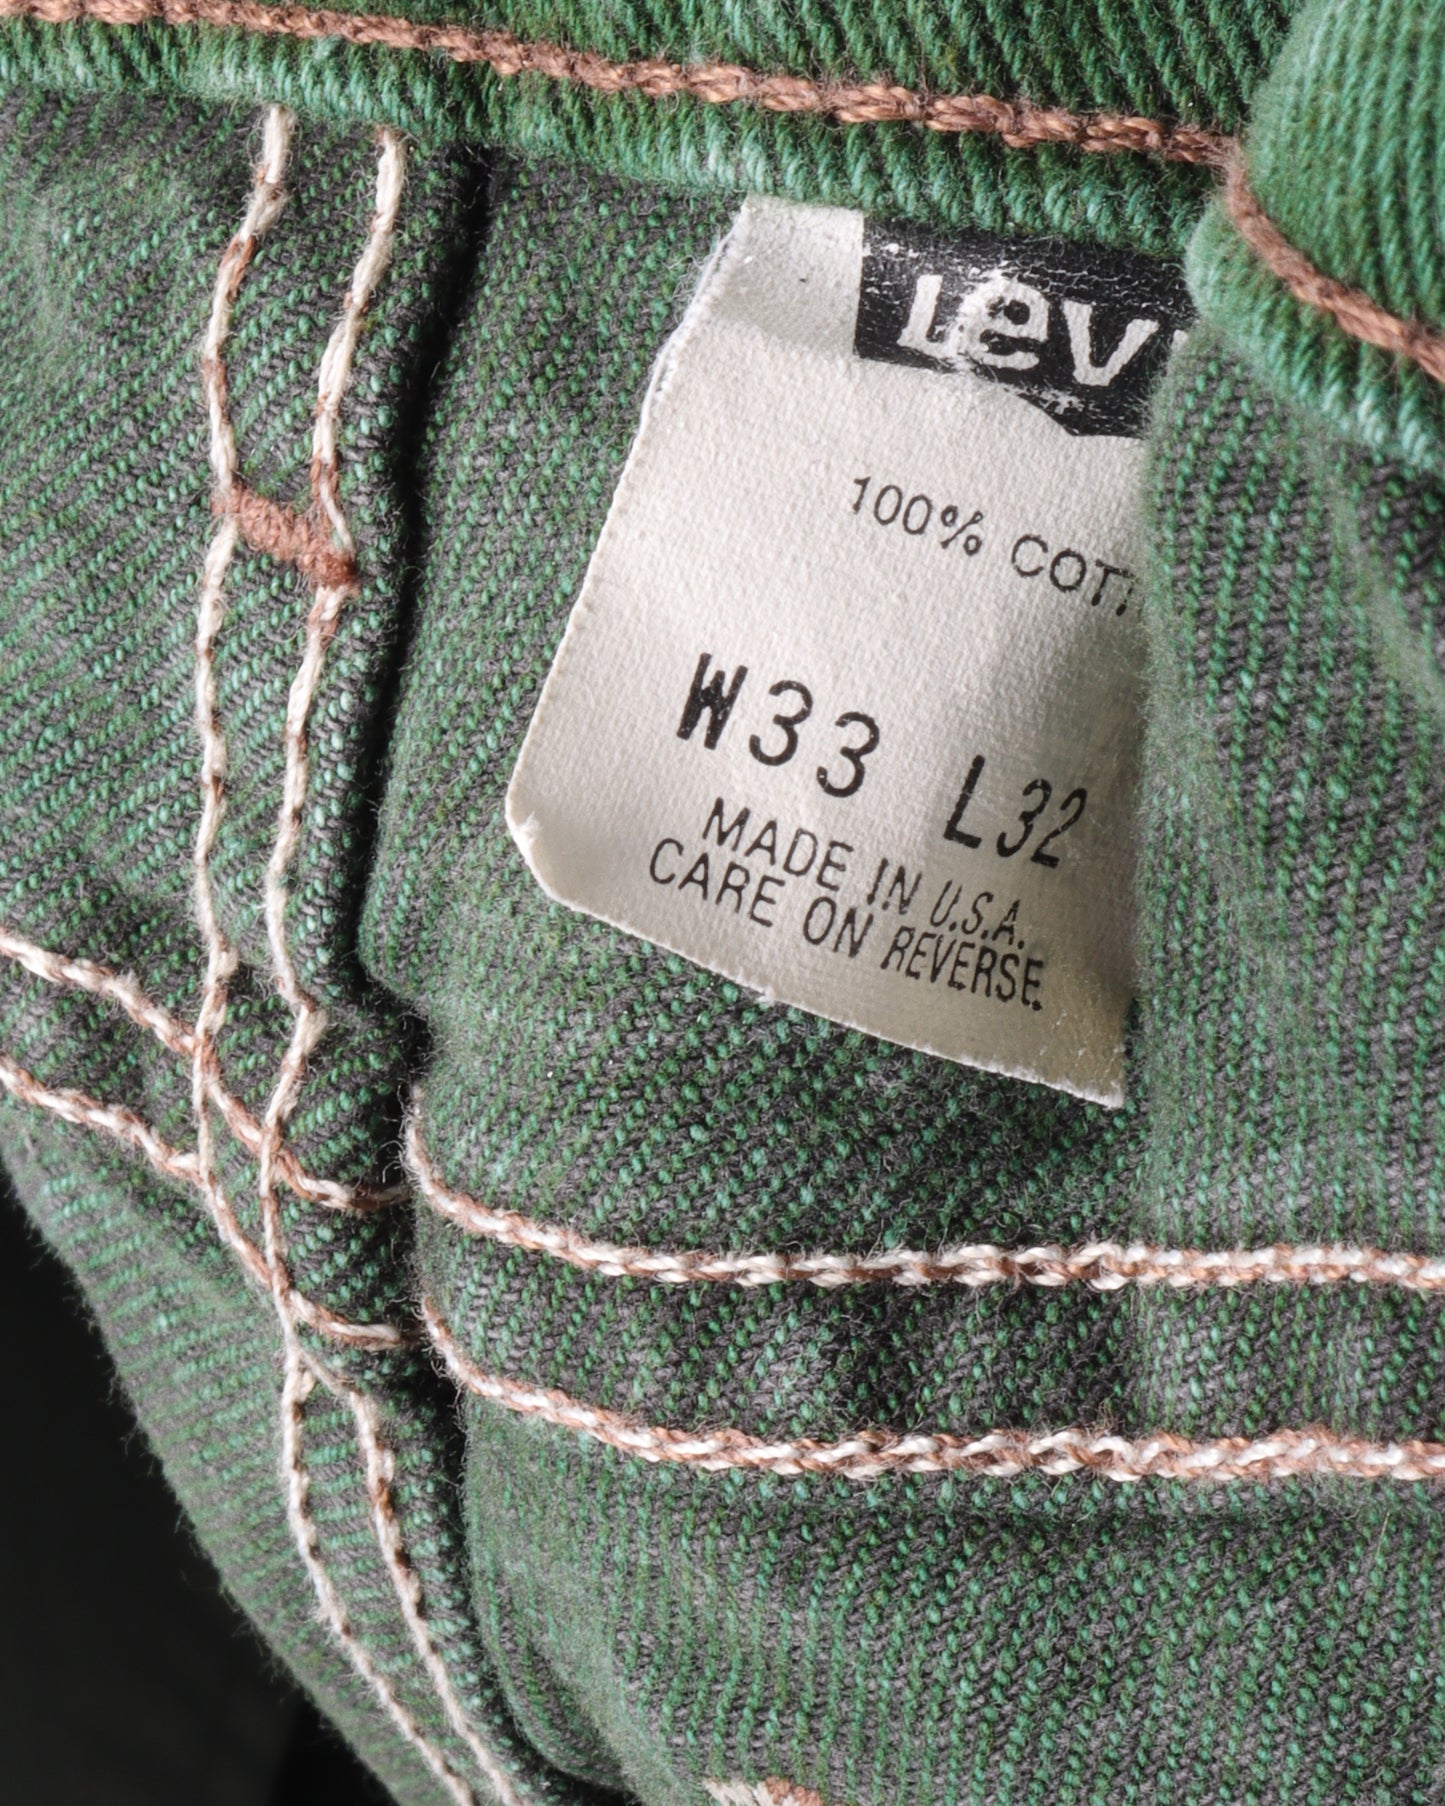 Lev
100% COTT
W33 L32
MADE IN U.S.A.
CARE ON REVERSE.